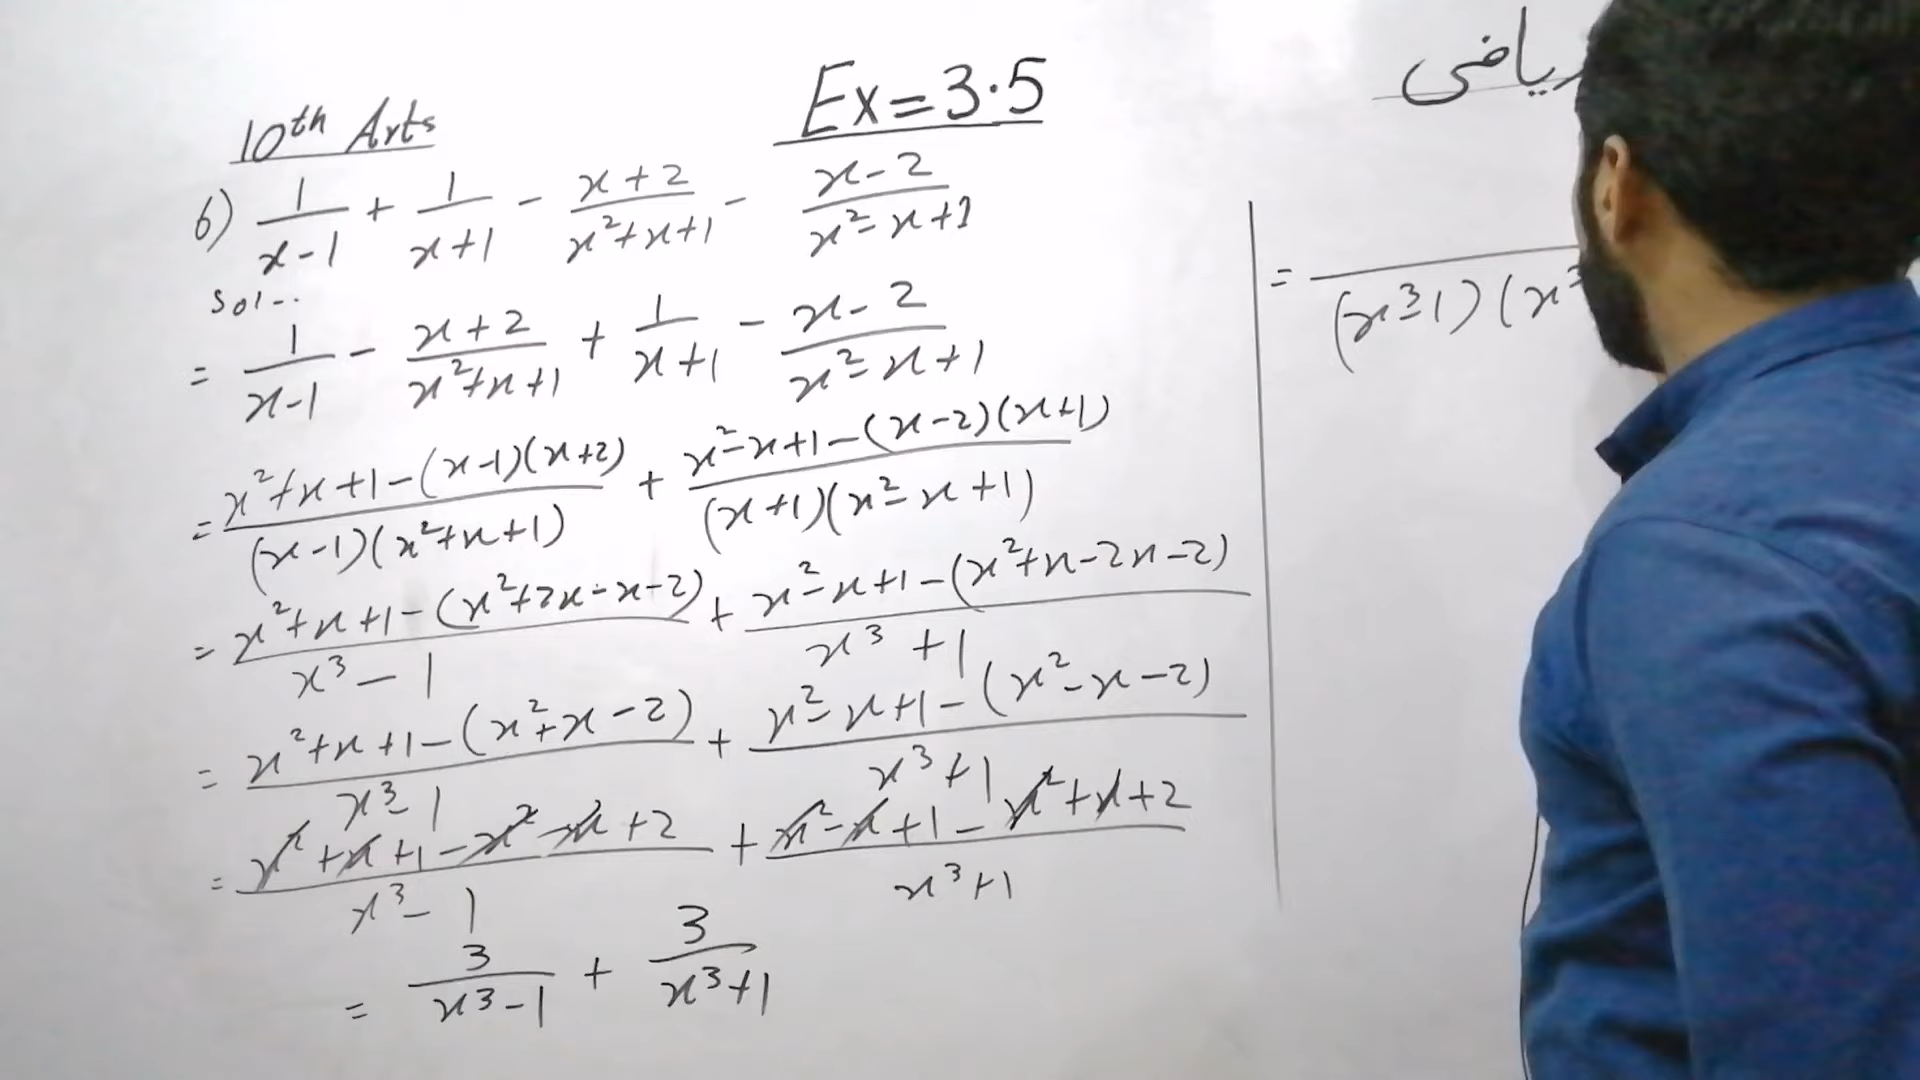 10th Arts
Ex=3.5
ریاضی
6) 1/(x-1) + 1/(x+1) - (x+2)/(x²+x+1) - (x-2)/(x²-x+1)
Sol-..
= 1/(x-1) - (x+2)/(x²+x+1) + 1/(x+1) - (x-2)/(x²-x+1)
= (x²+x+1-(x-1)(x+2))/((x-1)(x²+x+1)) + (x²-x+1-(x-2)(x+1))/((x+1)(x²-x+1))
= (x²+x+1-(x²+2x-x-2))/(x³-1) + (x²-x+1-(x²+x-2x-2))/(x³+1)
= (x²+x+1-(x²+x-2))/(x³-1) + (x²-x+1-(x²-x-2))/(x³+1)
= (x²+x+1-x²-x+2)/(x³-1) + (x²-x+1-x²+x+2)/(x³+1)
= 3/(x³-1) + 3/(x³+1)
= /(x³-1)(x³